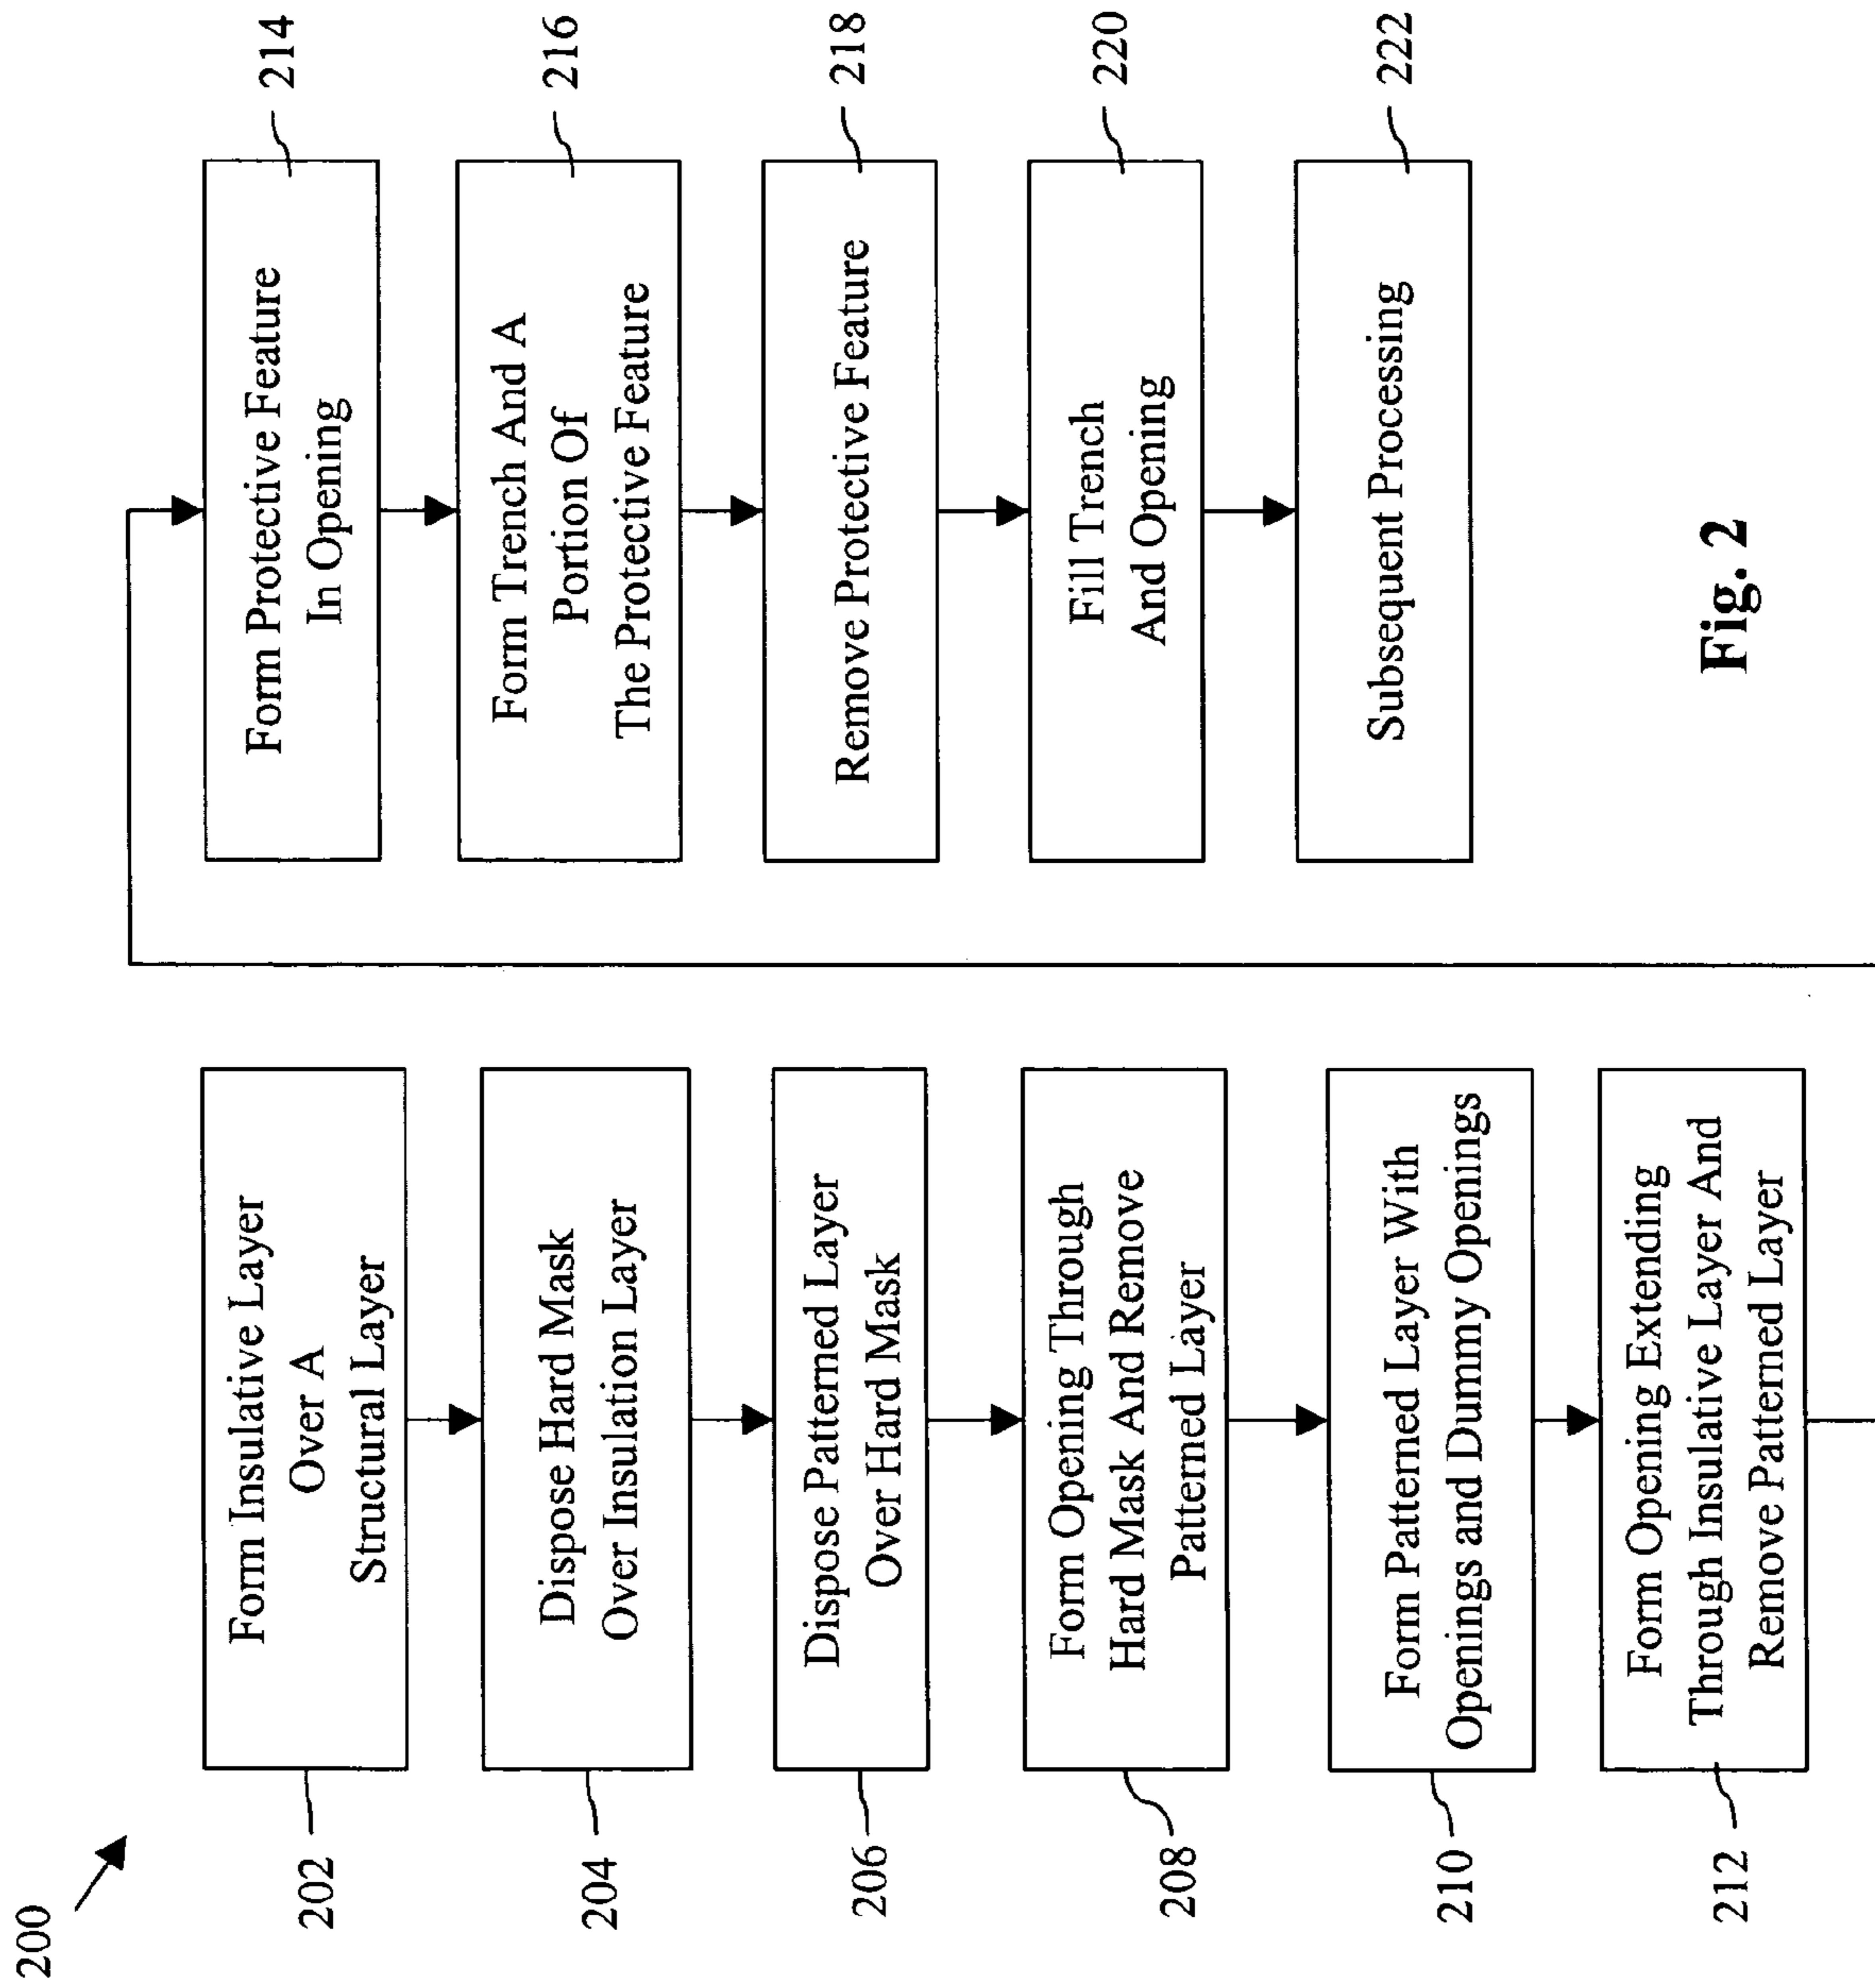 200
202
Form Insulative Layer
Over A
Structural Layer
204
Dispose Hard Mask
Over Insulation Layer
206
Dispose Patterned Layer
Over Hard Mask
208
Form Opening Through
Hard Mask And Remove
Patterned Layer
210
Form Patterned Layer With
Openings and Dummy Openings
212
Form Opening Extending
Through Insulative Layer And
Remove Patterned Layer
Form Protective Feature
In Opening
214
Form Trench And A
Portion Of
The Protective Feature
216
Remove Protective Feature
218
Fill Trench
And Opening
220
Subsequent Processing
222
Fig. 2